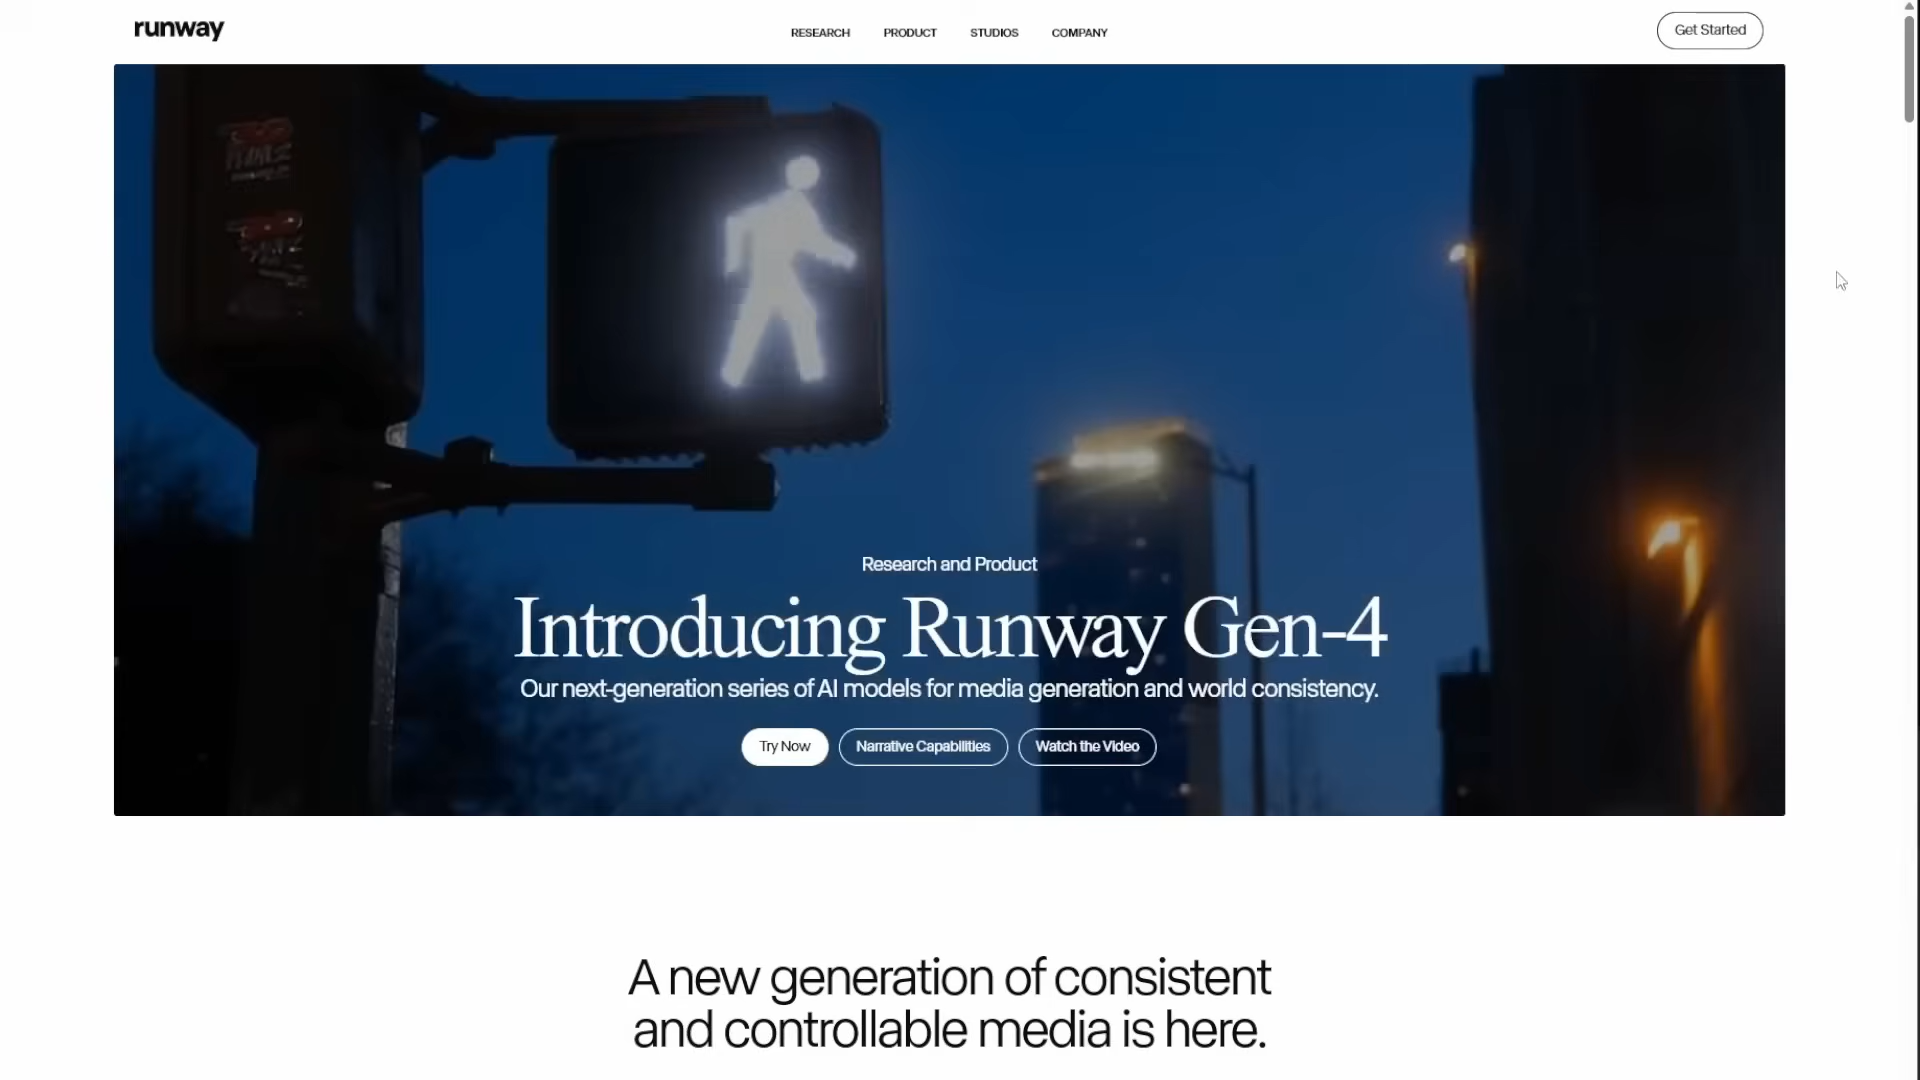 runway
RESEARCH
PRODUCT
STUDIOS
COMPANY
Get Started
Research and Product
Introducing Runway Gen-4
Our next-generation series of AI models for media generation and world consistency.
Try Now
Narrative Capabilities
Watch the Video
A new generation of consistent
and controllable media is here.